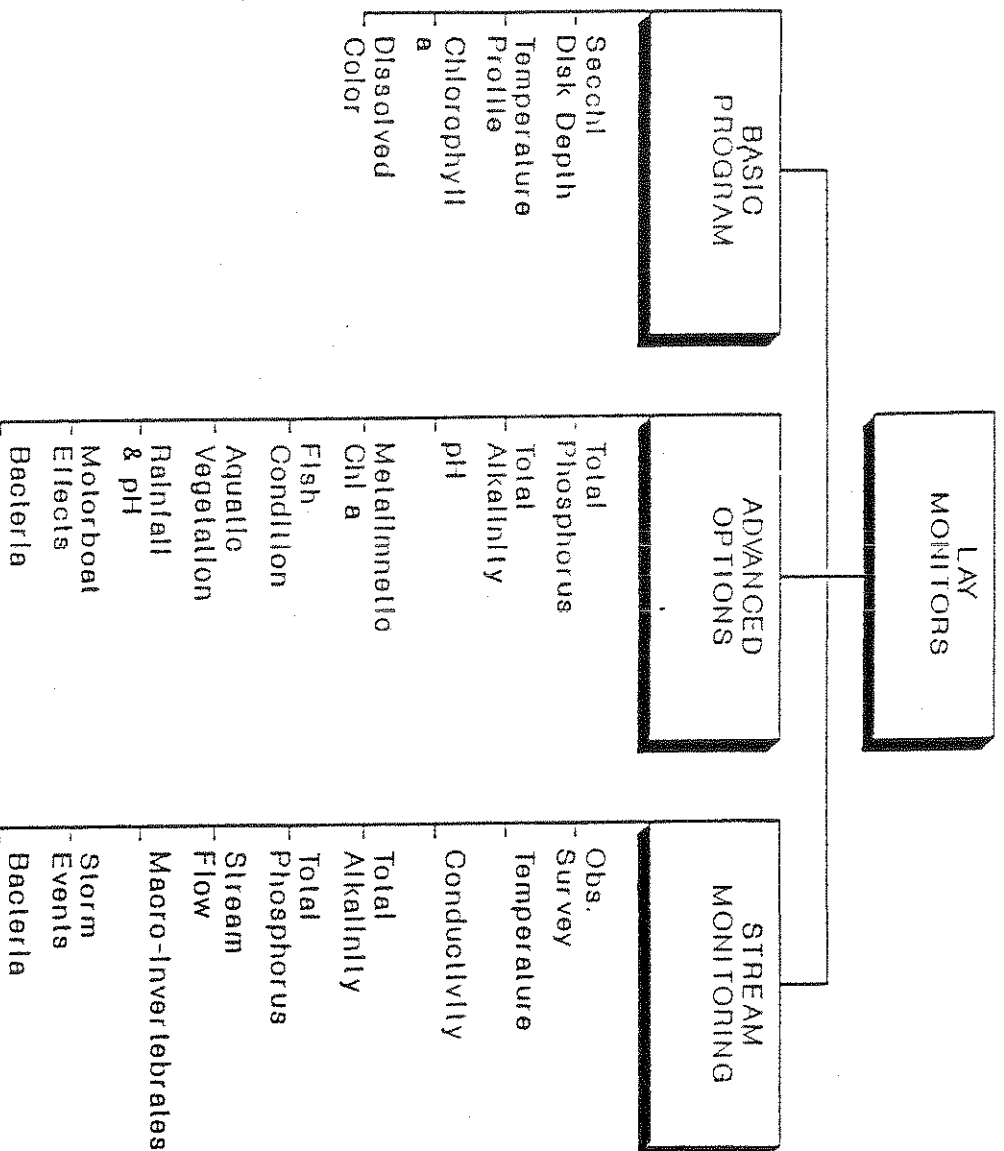 LAY
MONITORS
BASIC
PROGRAM
Secchi
Disk Depth
Temperature
Profile
Chlorophyll
a
Dissolved
Color
ADVANCED
OPTIONS
Total
Phosphorus
Total
Alkalinity
pH
Metalimnetic
Chl a
Fish
Condition
Aquatic
Vegetation
Rainfall
& pH
Motorboat
Effects
Bacteria
STREAM
MONITORING
Obs.
Survey
Temperature
Conductivity
Total
Alkalinity
Total
Phosphorus
Stream
Flow
Macro-Invertebrates
Storm
Events
Bacteria